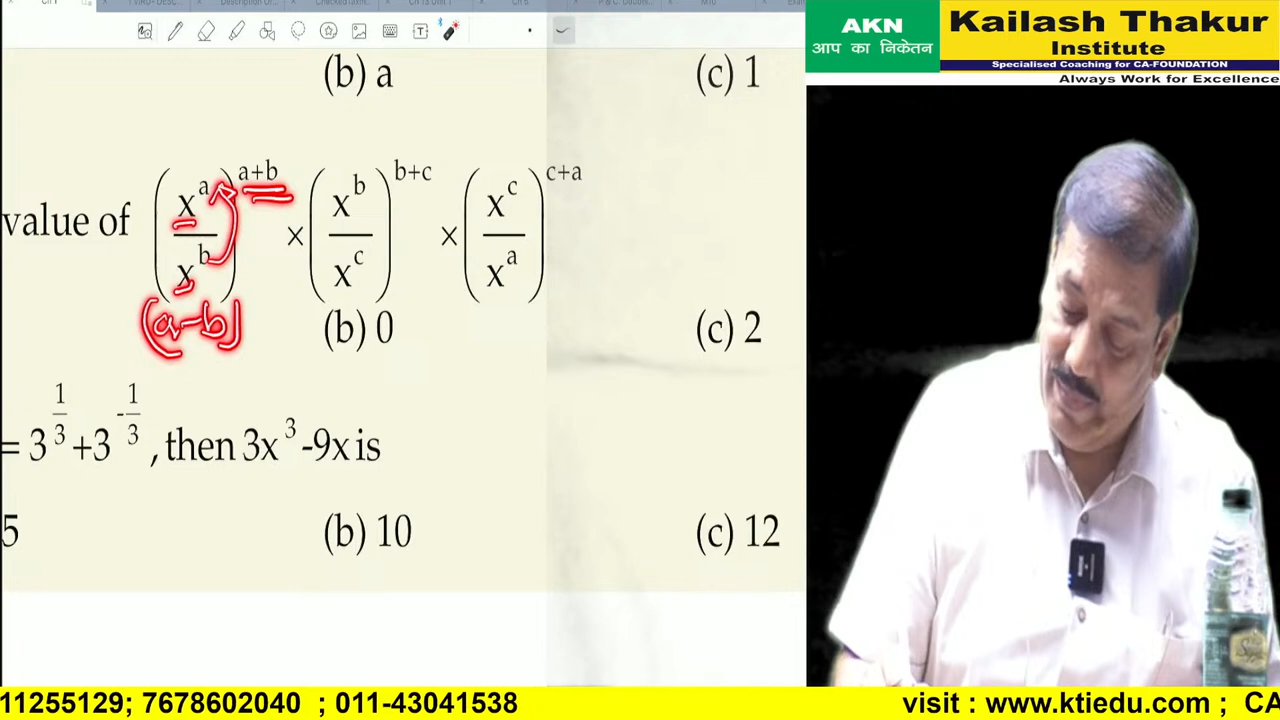 AKN
आप का निकेतन
Kailash Thakur
Institute
Specialised Coaching for CA-FOUNDATION
Always Work for Excellence
(b) a
(c) 1
value of (x^a/x^b)^(a+b) × (x^b/x^c)^(b+c) × (x^c/x^a)^(c+a)
(a-b)
(b) 0
(c) 2
= 3^(1/3) +3^(-1/3) , then 3x^3 -9x is
5
(b) 10
(c) 12
11255129; 7678602040 ; 011-43041538
visit : www.ktiedu.com ; CA